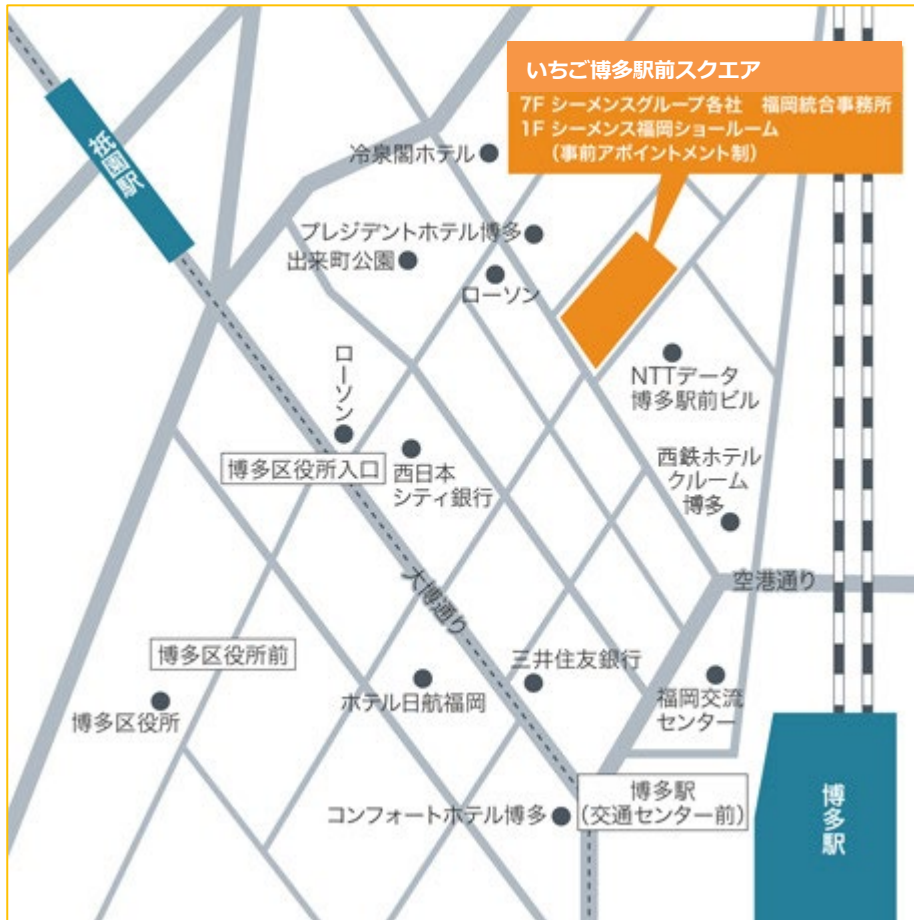 いちご博多駅前スクエア
7F シーメンスグループ各社　福岡統合事務所
1F シーメンス福岡ショールーム
（事前アポイントメント制）
祇園駅
冷泉閣ホテル
プレジデントホテル博多
出来町公園
ローソン
ローソン
NTTデータ
博多駅前ビル
博多区役所入口
西日本
シティ銀行
西鉄ホテル
クルーム
博多
空港通り
大博通り
博多区役所前
三井住友銀行
博多区役所
ホテル日航福岡
福岡交流
センター
コンフォートホテル博多
博多駅
（交通センター前）
博多駅